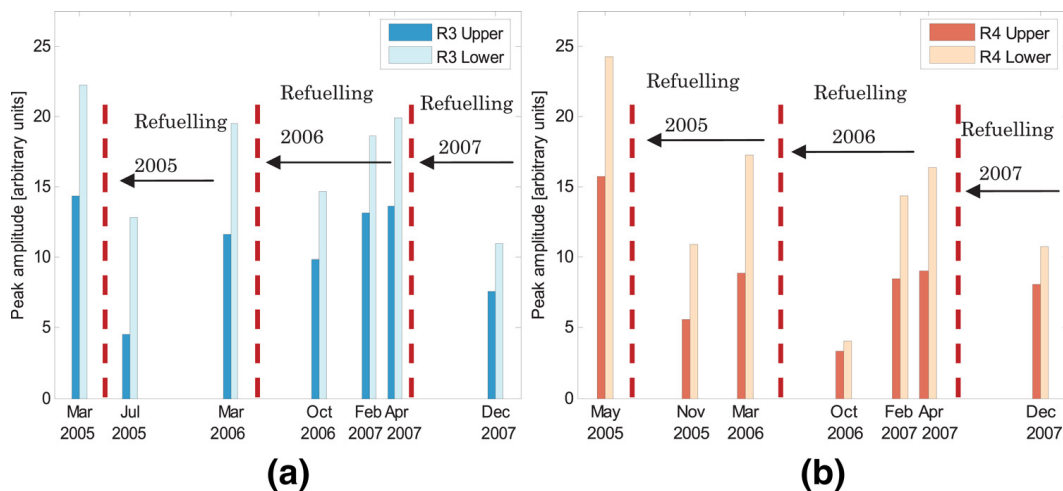 R3 Upper
R3 Lower
Peak amplitude [arbitrary units]
25
20
15
10
5
0
Refuelling
2005
Refuelling
2006
Refuelling
2007
Mar
2005
Jul
2005
Mar
2006
Oct
2006
Feb
2007
Apr
2007
Dec
2007
(a)
R4 Upper
R4 Lower
Peak amplitude [arbitrary units]
25
20
15
10
5
0
Refuelling
2005
Refuelling
2006
Refuelling
2007
May
2005
Nov
2005
Mar
2006
Oct
2006
Feb
2007
Apr
2007
Dec
2007
(b)